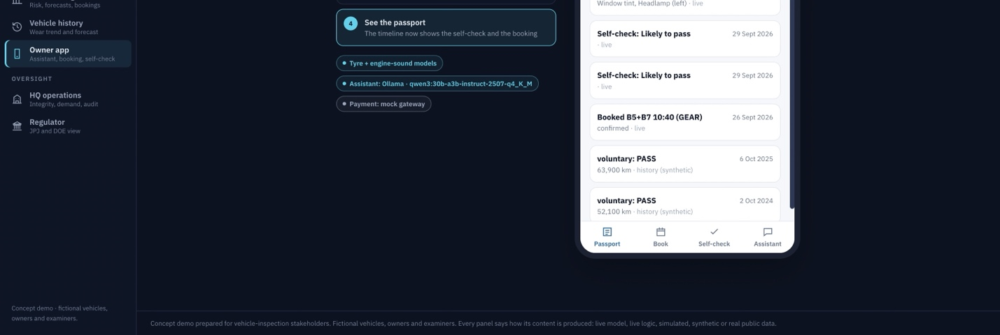 Risk, forecasts, bookings
Vehicle history
Wear trend and forecast
Owner app
Assistant, booking, self-check
OVERSIGHT
HQ operations
Integrity, demand, audit
Regulator
JPJ and DOE view
Concept demo · fictional vehicles,
owners and examiners.
4
See the passport
The timeline now shows the self-check and the booking
Tyre + engine-sound models
Assistant: Ollama · qwen3:30b-a3b-instruct-2507-q4_K_M
Payment: mock gateway
Window tint, Headlamp (left) · live
Self-check: Likely to pass
29 Sept 2026
· live
Self-check: Likely to pass
29 Sept 2026
· live
Booked B5+B7 10:40 (GEAR)
26 Sept 2026
confirmed · live
voluntary: PASS
6 Oct 2025
63,900 km · history (synthetic)
voluntary: PASS
2 Oct 2024
52,100 km · history (synthetic)
Passport
Book
Self-check
Assistant
Concept demo prepared for vehicle-inspection stakeholders. Fictional vehicles, owners and examiners. Every panel says how its content is produced: live model, live logic, simulated, synthetic or real public data.